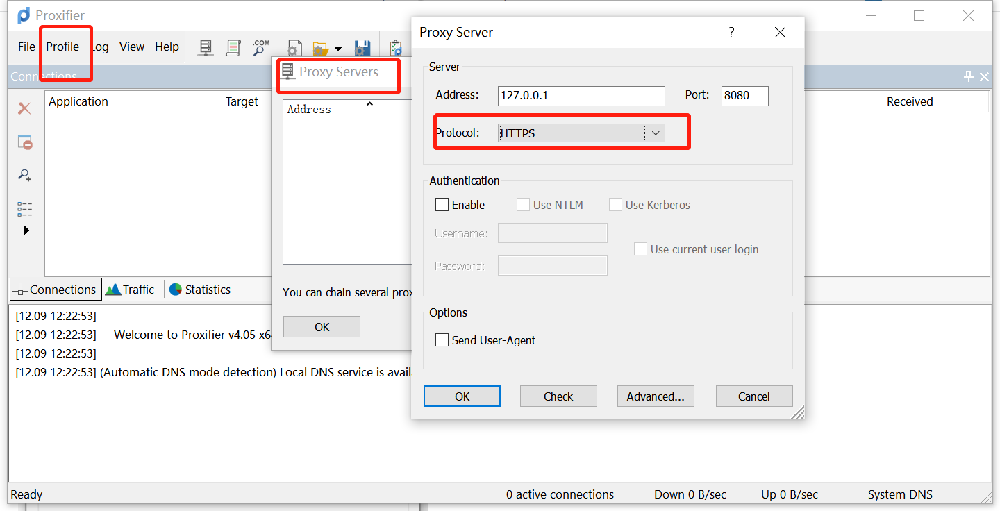 Proxifier
File Profile Log View Help .COM
Connections
Application Target Received
Proxy Servers
Address
You can chain several prox
OK
Proxy Server ?
Server
Address: 127.0.0.1 Port: 8080
Protocol: HTTPS
Authentication
Enable Use NTLM Use Kerberos
Username:
Use current user login
Password:
Options
Send User-Agent
OK Check Advanced... Cancel
Connections Traffic Statistics
[12.09 12:22:53]
[12.09 12:22:53] Welcome to Proxifier v4.05 x6
[12.09 12:22:53]
[12.09 12:22:53] (Automatic DNS mode detection) Local DNS service is avail
Ready 0 active connections Down 0 B/sec Up 0 B/sec System DNS